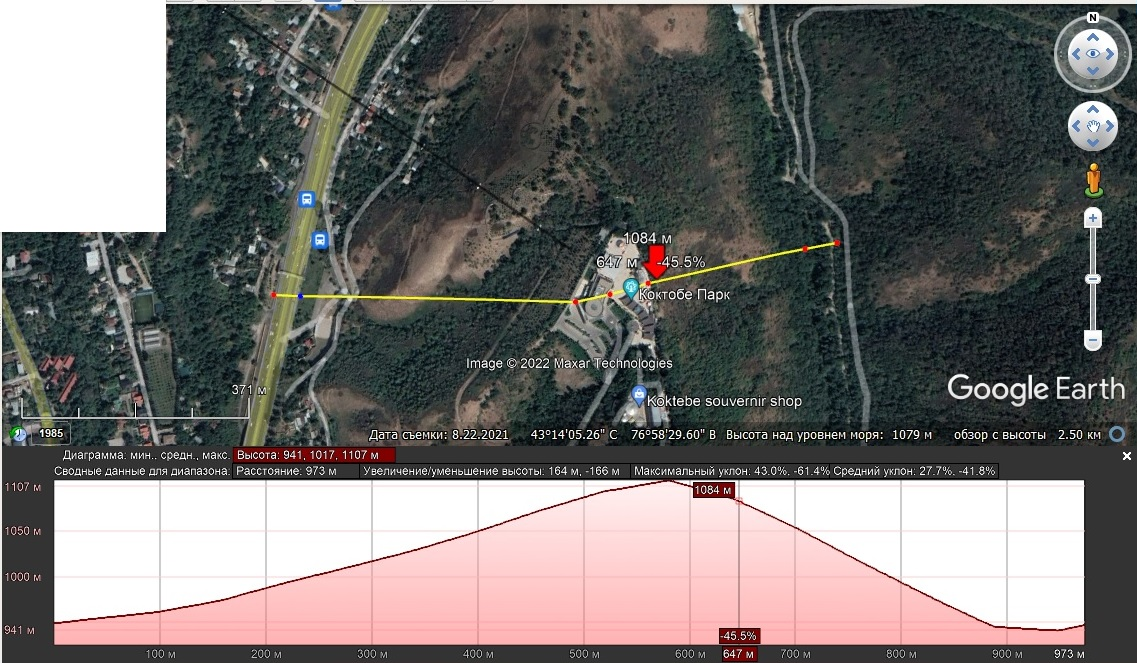 N
1084 м
647 м
-45.5%
Коктобе Парк
Image © 2022 Maxar Technologies
371 м
Koktebe souvernir shop
Google Earth
1985
Дата съемки: 8.22.2021 43°14'05.26" С 76°58'29.60" В Высота над уровнем моря: 1079 м обзор с высоты 2.50 км
Диаграмма: мин., средн., макс. Высота: 941, 1017, 1107 м
Сводные данные для диапазона: Расстояние: 973 м Увеличение/уменьшение высоты: 164 м, -166 м Максимальный уклон: 43.0%, -61.4% Средний уклон: 27.7%, -41.8%
1107 м
1084 м
1050 м
1000 м
941 м
-45.5%
100 м 200 м 300 м 400 м 500 м 600 м 647 м 700 м 800 м 900 м 973 м